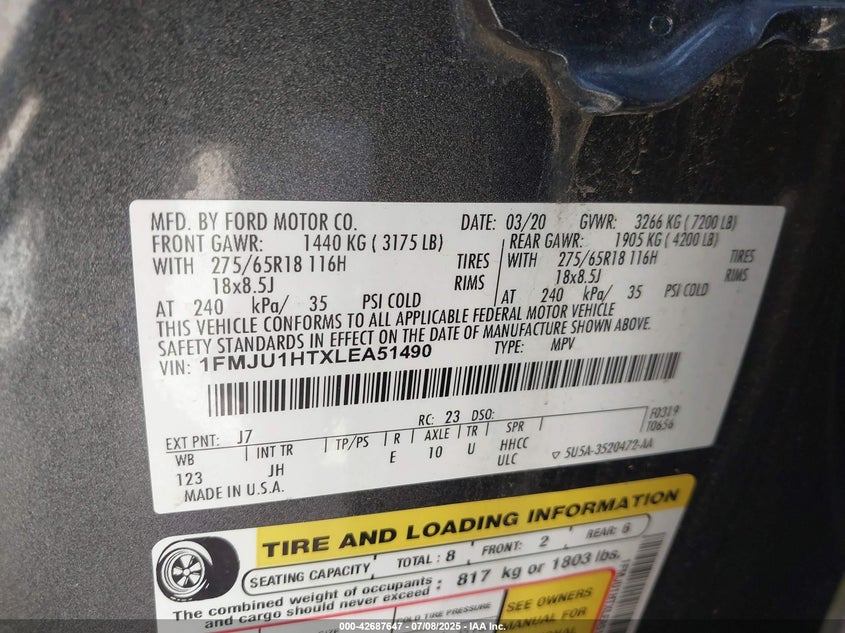 MFD. BY FORD MOTOR CO. DATE: 03/20 GVWR: 3266 KG ( 7200 LB)
FRONT GAWR: 1440 KG ( 3175 LB) REAR GAWR: 1905 KG ( 4200 LB)
WITH 275/65R18 116H TIRES WITH 275/65R18 116H TIRES
18x8.5J RIMS 18x8.5J RIMS
AT 240 kPa/ 35 PSI COLD AT 240 kPa/ 35 PSI COLD
THIS VEHICLE CONFORMS TO ALL APPLICABLE FEDERAL MOTOR VEHICLE
SAFETY STANDARDS IN EFFECT ON THE DATE OF MANUFACTURE SHOWN ABOVE.
VIN: 1FMJU1HTXLEA51490 TYPE: MPV
EXT PNT: J7 RC: 23 DSO: F0319
T0656
WB INT TR TP/PS R AXLE TR SPR
123 JH E 10 U HHCC
ULC 5U5A-3520472-AA
MADE IN U.S.A.
TIRE AND LOADING INFORMATION
SEATING CAPACITY TOTAL: 8 FRONT: 2 REAR: 6
The combined weight of occupants
and cargo should never exceed : 817 kg or 1803 lbs.
COLD TIRE PRESSURE SEE OWNERS
MANUAL FOR
000-42687647 - 07/08/2025 - IAA Inc.